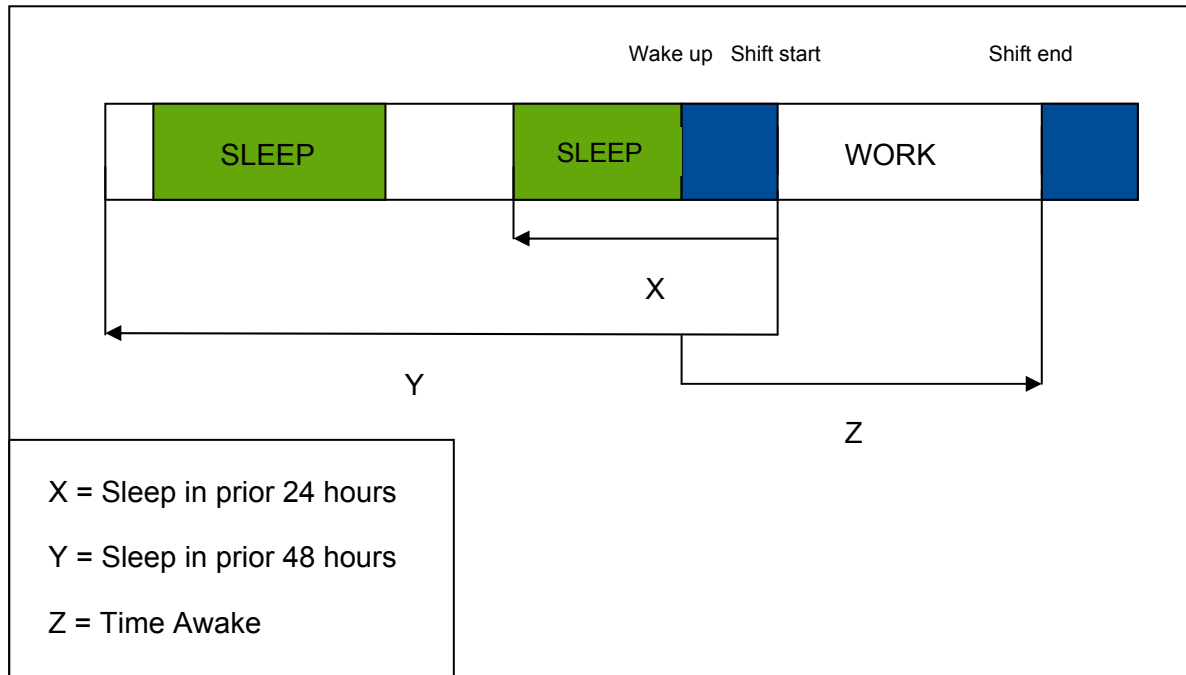 Wake up Shift start Shift end
SLEEP SLEEP WORK
X
Y
Z
X = Sleep in prior 24 hours
Y = Sleep in prior 48 hours
Z = Time Awake